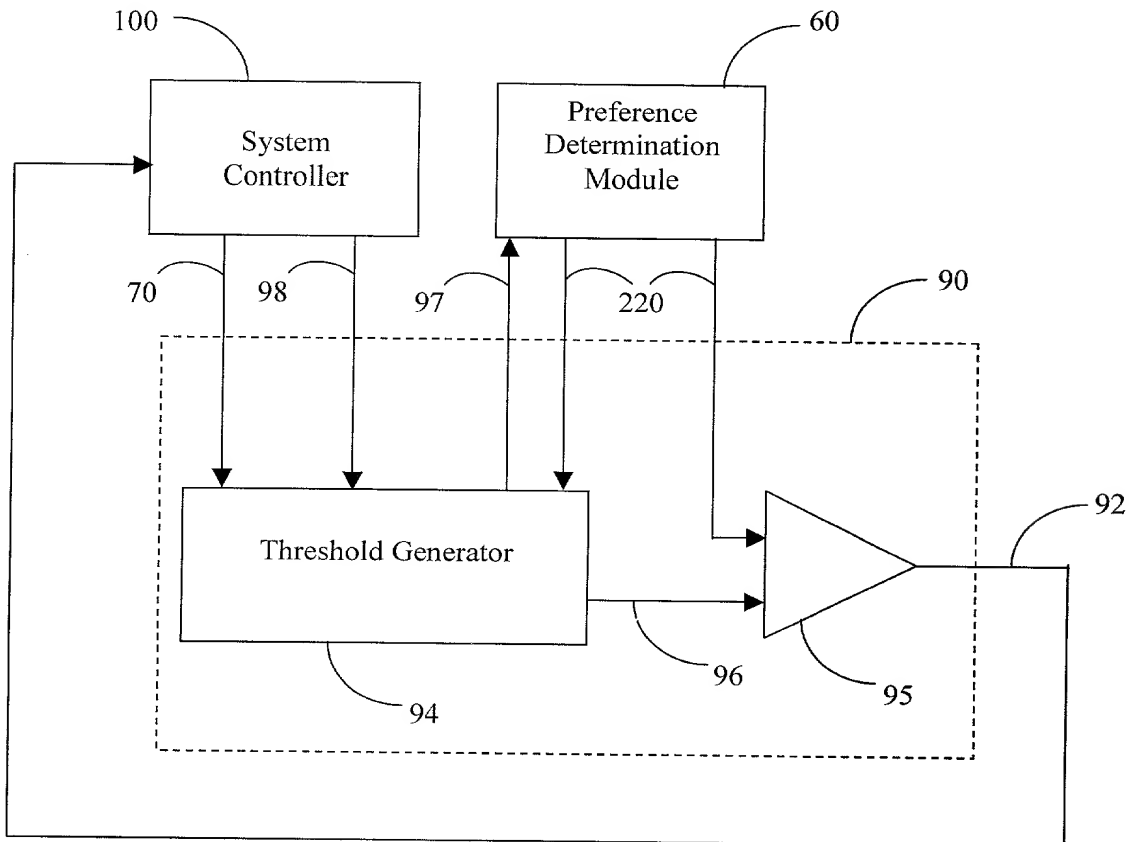 100
60
System
Controller
Preference
Determination
Module
70
98
97
220
90
Threshold Generator
92
96
95
94